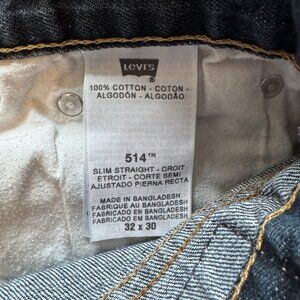 Levi's
®
100% COTTON - COTON -
ALGODÓN - ALGODÃO
514™
SLIM STRAIGHT - DROIT
ETROIT - CORTE SEMI
AJUSTADO PIERNA RECTA
MADE IN BANGLADESH
FABRIQUE AU BANGLADESH
FABRICADO EN BANGLADESH
FABRICADO EM BANGLADESH
32 x 30